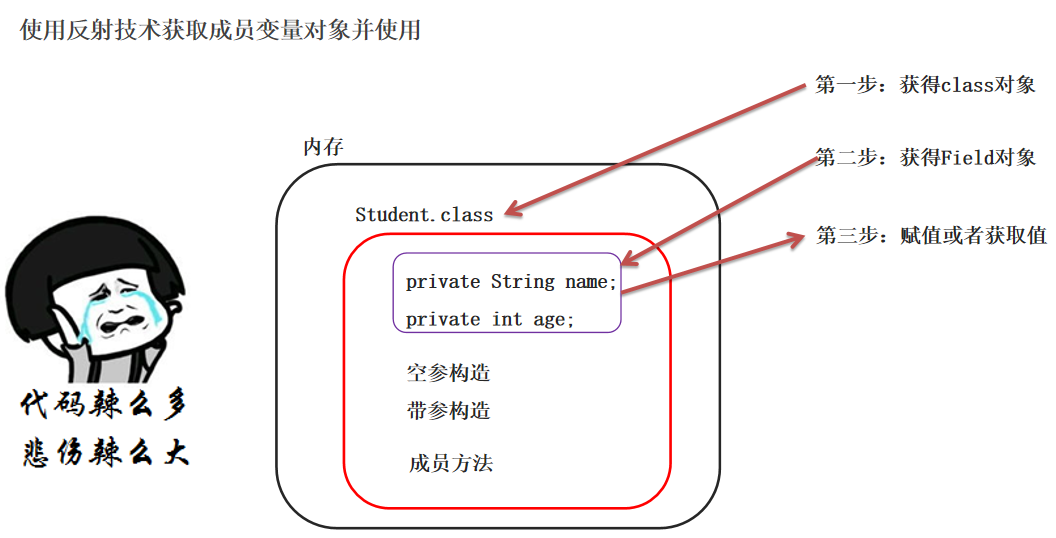 使用反射技术获取成员变量对象并使用
第一步：获得class对象
内存
第二步：获得Field对象
Student.class
第三步：赋值或者获取值
private String name;
private int age;
空参构造
带参构造
成员方法
代码辣么多
悲伤辣么大